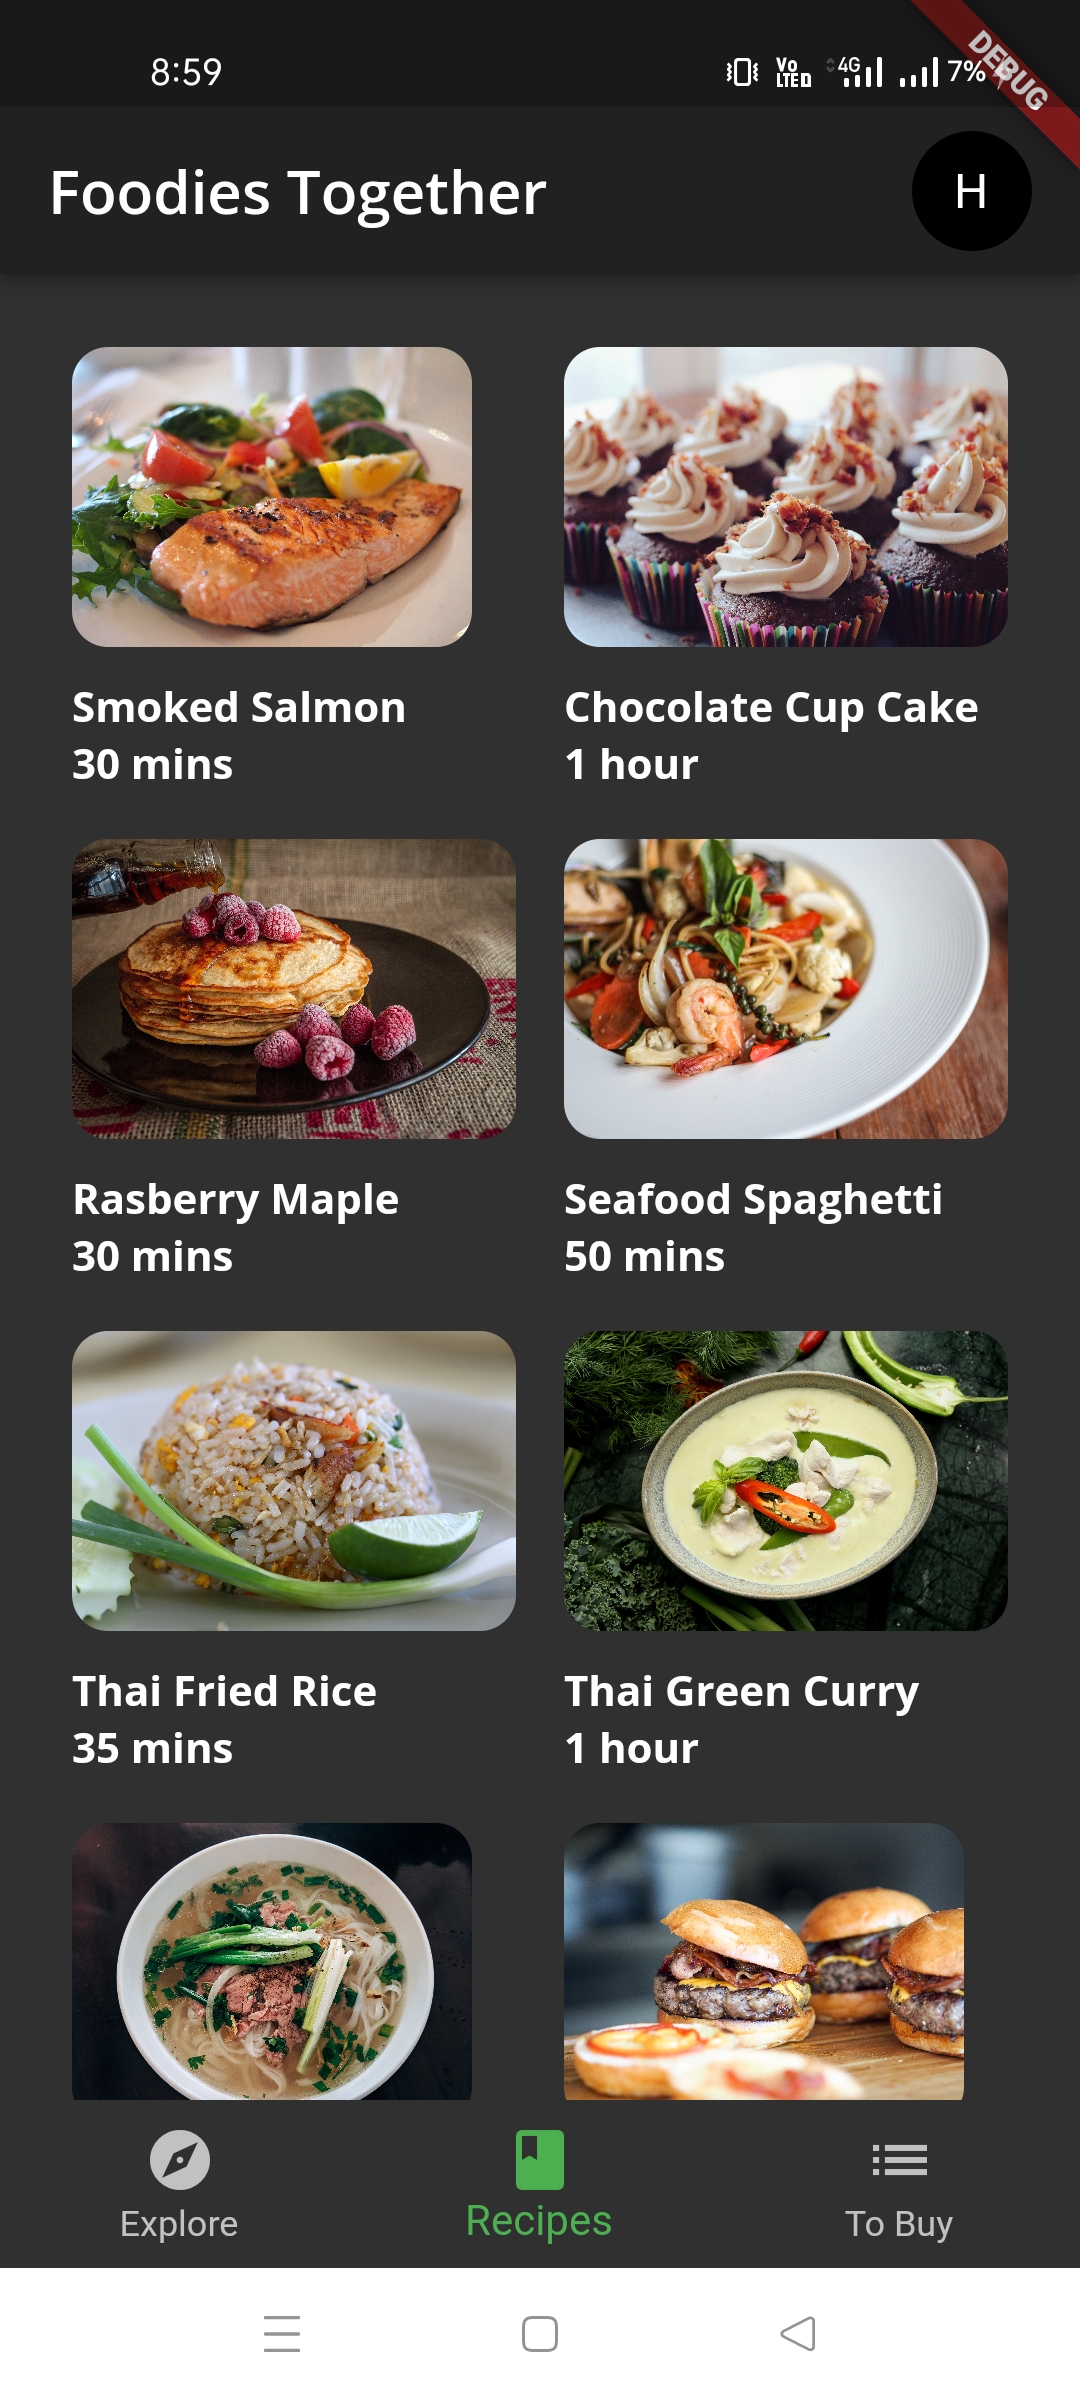 8:59
Vo
LTED
4G
7%
DEBUG
Foodies Together
H
Smoked Salmon
30 mins
Chocolate Cup Cake
1 hour
Rasberry Maple
30 mins
Seafood Spaghetti
50 mins
Thai Fried Rice
35 mins
Thai Green Curry
1 hour
Explore
Recipes
To Buy